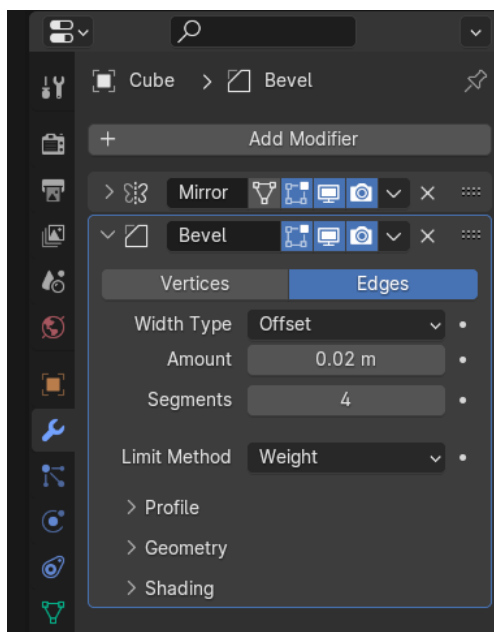 Cube > Bevel
+ Add Modifier
Mirror
Bevel
Vertices Edges
Width Type Offset
Amount 0.02 m
Segments 4
Limit Method Weight
> Profile
> Geometry
> Shading